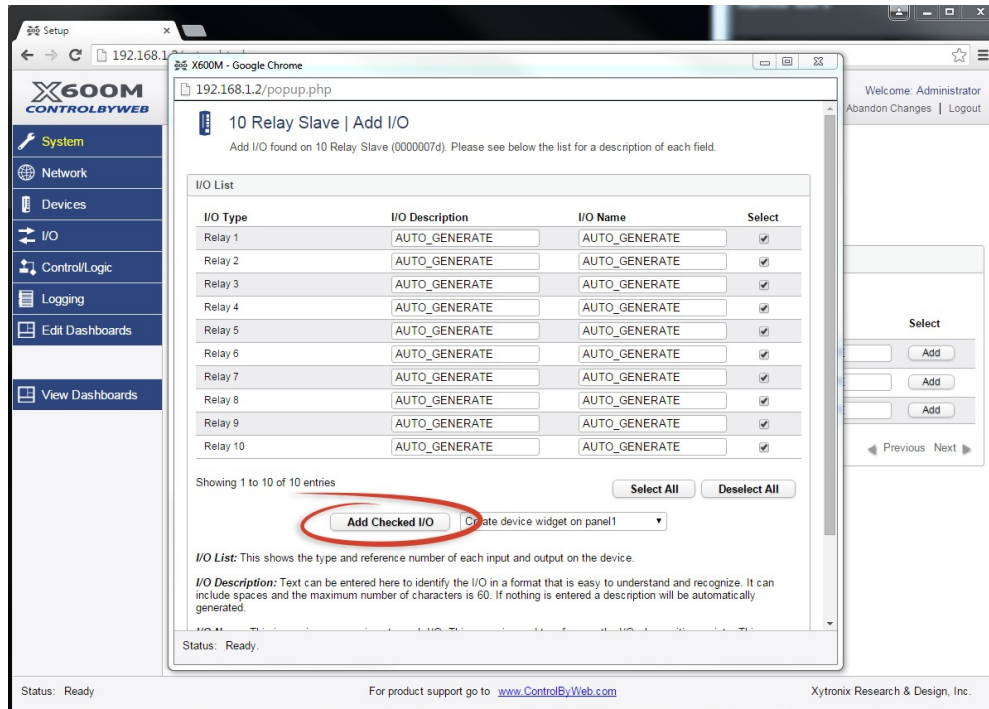 Setup
192.168.1
X600M - Google Chrome
192.168.1.2/popup.php
X600M
CONTROLBYWEB
Welcome: Administrator
Abandon Changes | Logout
System
Network
Devices
I/O
Control/Logic
Logging
Edit Dashboards
View Dashboards
10 Relay Slave | Add I/O
Add I/O found on 10 Relay Slave (0000007d). Please see below the list for a description of each field.
I/O List
I/O Type I/O Description I/O Name Select
Relay 1 AUTO_GENERATE AUTO_GENERATE
Relay 2 AUTO_GENERATE AUTO_GENERATE
Relay 3 AUTO_GENERATE AUTO_GENERATE
Relay 4 AUTO_GENERATE AUTO_GENERATE
Relay 5 AUTO_GENERATE AUTO_GENERATE
Relay 6 AUTO_GENERATE AUTO_GENERATE
Relay 7 AUTO_GENERATE AUTO_GENERATE
Relay 8 AUTO_GENERATE AUTO_GENERATE
Relay 9 AUTO_GENERATE AUTO_GENERATE
Relay 10 AUTO_GENERATE AUTO_GENERATE
Showing 1 to 10 of 10 entries
Select All Deselect All
Add Checked I/O Create device widget on panel1
I/O List: This shows the type and reference number of each input and output on the device.
I/O Description: Text can be entered here to identify the I/O in a format that is easy to understand and recognize. It can
include spaces and the maximum number of characters is 60. If nothing is entered a description will be automatically
generated.
Status: Ready.
Select
Add
Add
Add
Previous Next
Status: Ready
For product support go to www.ControlByWeb.com
Xytronix Research & Design, Inc.